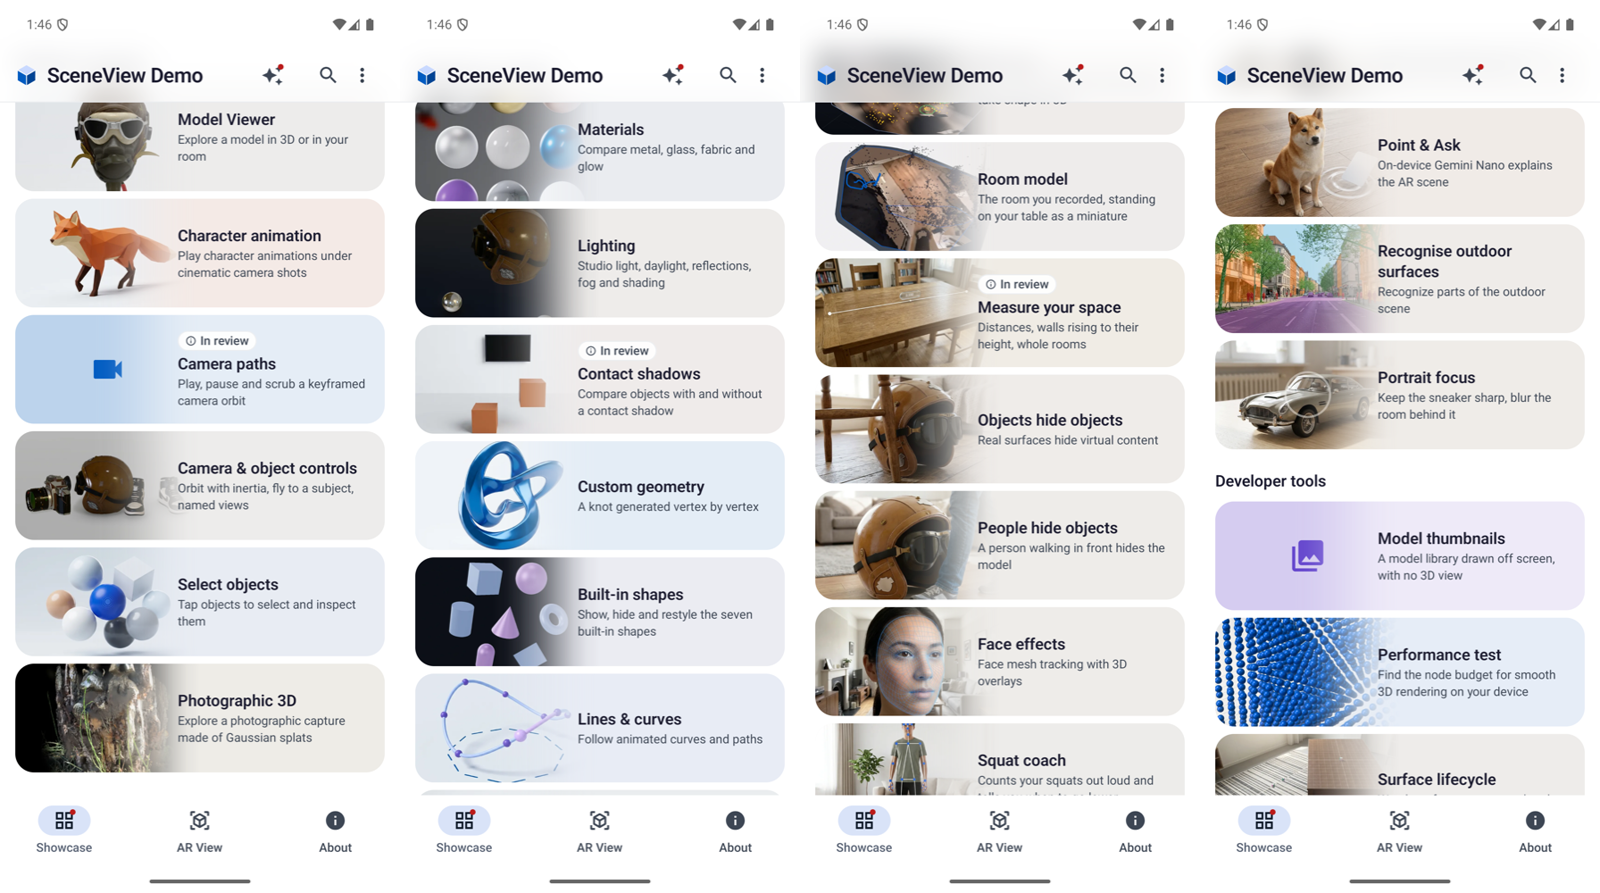 1:46
SceneView Demo
Model Viewer
Explore a model in 3D or in your
room
Character animation
Play character animations under
cinematic camera shots
In review
Camera paths
Play, pause and scrub a keyframed
camera orbit
Camera & object controls
Orbit with inertia, fly to a subject,
named views
Select objects
Tap objects to select and inspect
them
Photographic 3D
Explore a photographic capture
made of Gaussian splats
Showcase
AR View
About
1:46
SceneView Demo
Materials
Compare metal, glass, fabric and
glow
Lighting
Studio light, daylight, reflections,
fog and shading
In review
Contact shadows
Compare objects with and without
a contact shadow
Custom geometry
A knot generated vertex by vertex
Built-in shapes
Show, hide and restyle the seven
built-in shapes
Lines & curves
Follow animated curves and paths
Showcase
AR View
About
1:46
SceneView Demo
take shape in 3D
Room model
The room you recorded, standing
on your table as a miniature
In review
Measure your space
Distances, walls rising to their
height, whole rooms
Objects hide objects
Real surfaces hide virtual content
People hide objects
A person walking in front hides the
model
Face effects
Face mesh tracking with 3D
overlays
Squat coach
Counts your squats out loud and
Showcase
AR View
About
1:46
SceneView Demo
Point & Ask
On-device Gemini Nano explains
the AR scene
Recognise outdoor
surfaces
Recognize parts of the outdoor
scene
Portrait focus
Keep the sneaker sharp, blur the
room behind it
Developer tools
Model thumbnails
A model library drawn off screen,
with no 3D view
Performance test
Find the node budget for smooth
3D rendering on your device
Surface lifecycle
Showcase
AR View
About